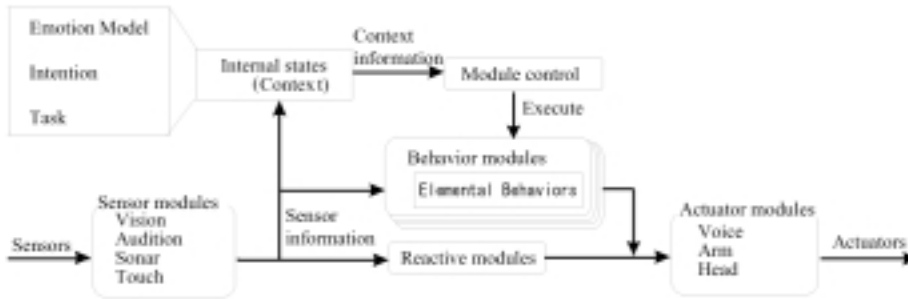 Emotion Model
Intention
Task
Internal states
(Context)
Context
information
Module control
Execute
Behavior modules
Elemental Behaviors
Sensors
Sensor modules
Vision
Audition
Sonar
Touch
Sensor
information
Reactive modules
Actuator modules
Voice
Arm
Head
Actuators